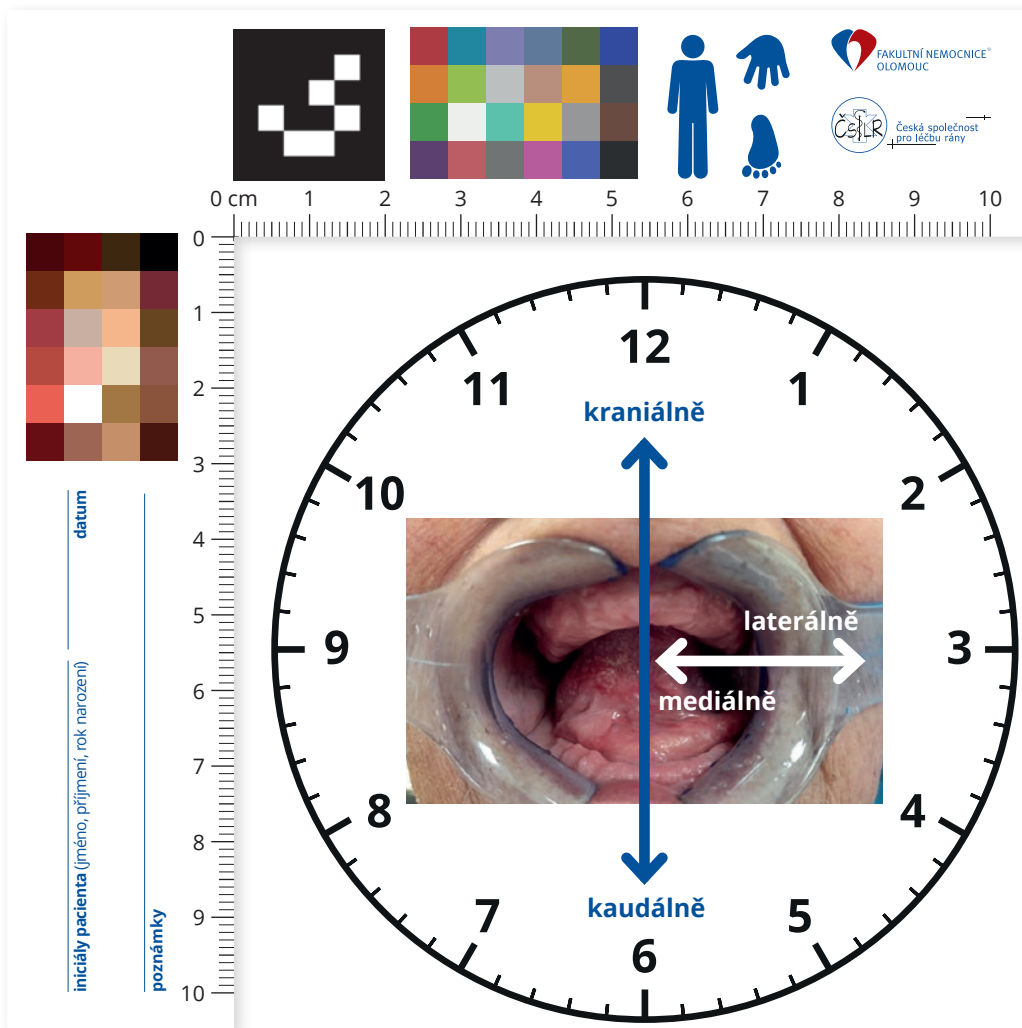 FAKULTNÍ NEMOCNICE®
OLOMOUC
ČSLR
Česká společnost
pro léčbu rány
0 cm 1 2 3 4 5 6 7 8 9 10
0
1
2
3
4
5
6
7
8
9
10
datum
iniciály pacienta (jméno, příjmení, rok narození)
poznámky
12
11
1
kraniálně
10
2
laterálně
9
3
mediálně
8
4
7
kaudálně
5
6